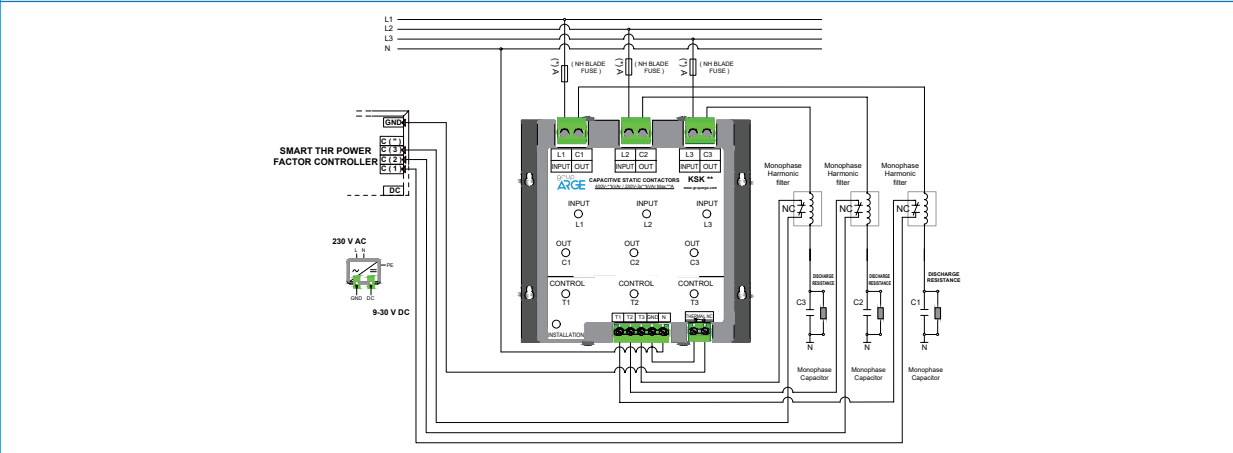 L1
L2
L3
N
(*) A
( NH BLADE
FUSE )
(*) A
( NH BLADE
FUSE )
(*) A
( NH BLADE
FUSE )
GND
C ( " )
C ( 3 )
C ( 2 )
C ( 1 )
DC
SMART THR POWER
FACTOR CONTROLLER
230 V AC
L N
PE
GND DC
9-30 V DC
L1 C1
INPUT OUT
L2 C2
INPUT OUT
L3 C3
INPUT OUT
grup
ARGE
CAPACITIVE STATIC CONTACTORS
KSK **
www.gruparge.com
INPUT
L1
INPUT
L2
INPUT
L3
OUT
C1
OUT
C2
OUT
C3
CONTROL
T1
CONTROL
T2
CONTROL
T3
INSTALLATION
T1 T2 T3 GND N
THERMAL NC
Monophase
Harmonic
filter
Monophase
Harmonic
filter
Monophase
Harmonic
filter
NC
NC
NC
DISCHARGE
RESISTANCE
DISCHARGE
RESISTANCE
DISCHARGE
RESISTANCE
C3
C2
C1
N
N
N
Monophase
Capacitor
Monophase
Capacitor
Monophase
Capacitor